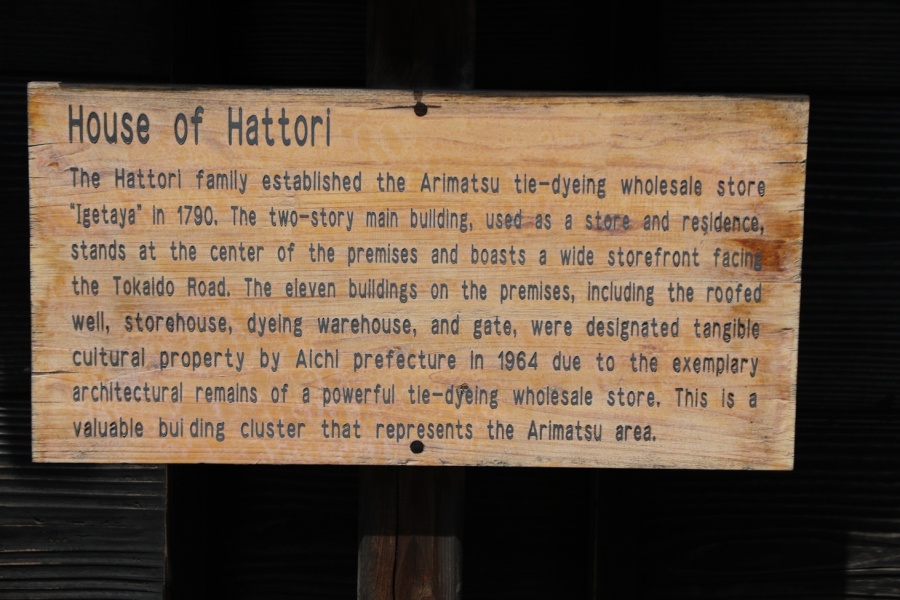 House of Hattori
The Hattori family established the Arimatsu tie-dyeing wholesale store
"Igetaya" in 1790. The two-story main building, used as a store and residence,
stands at the center of the premises and boasts a wide storefront facing
the Tokaido Road. The eleven buildings on the premises, including the roofed
well, storehouse, dyeing warehouse, and gate, were designated tangible
cultural property by Aichi prefecture in 1964 due to the exemplary
architectural remains of a powerful tie-dyeing wholesale store. This is a
valuable bui ding cluster that represents the Arimatsu area.